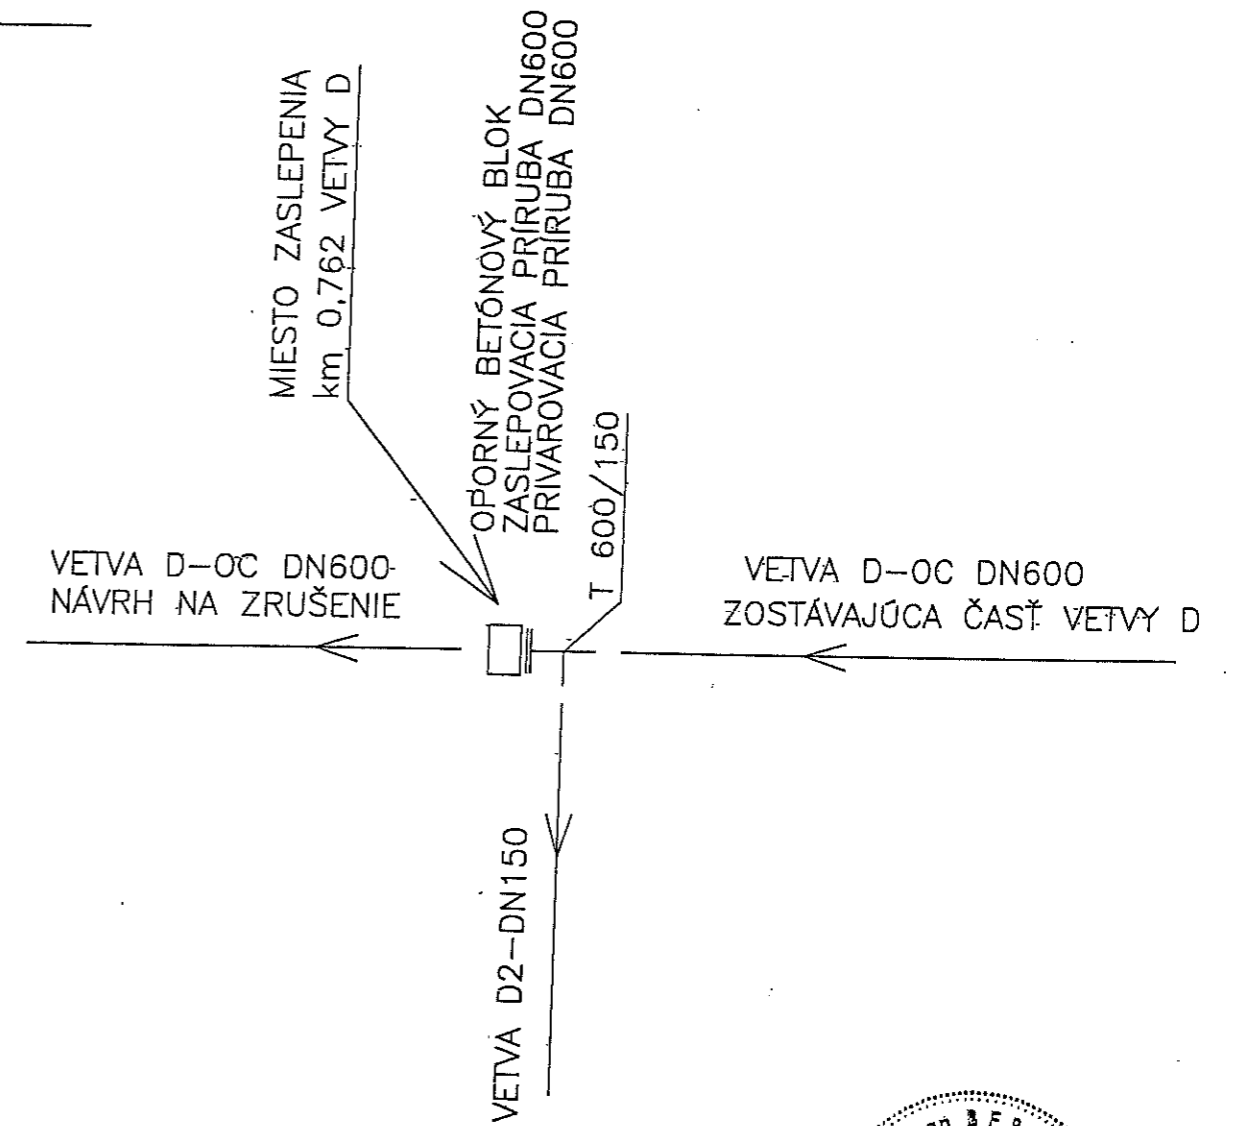 MIESTO ZASLEPENIA
km 0,762 VETVY D
OPORNÝ BETÓNOVÝ BLOK
ZASLEPOVACIA PRÍRUBA DN600
PRIVAROVACIA PRÍRUBA DN600
T 600/150
VETVA D-OC DN600-
NÁVRH NA ZRUŠENIE
VETVA D-OC DN600
ZOSTÁVAJÚCA ČASŤ VETVY D
VETVA D2-DN150